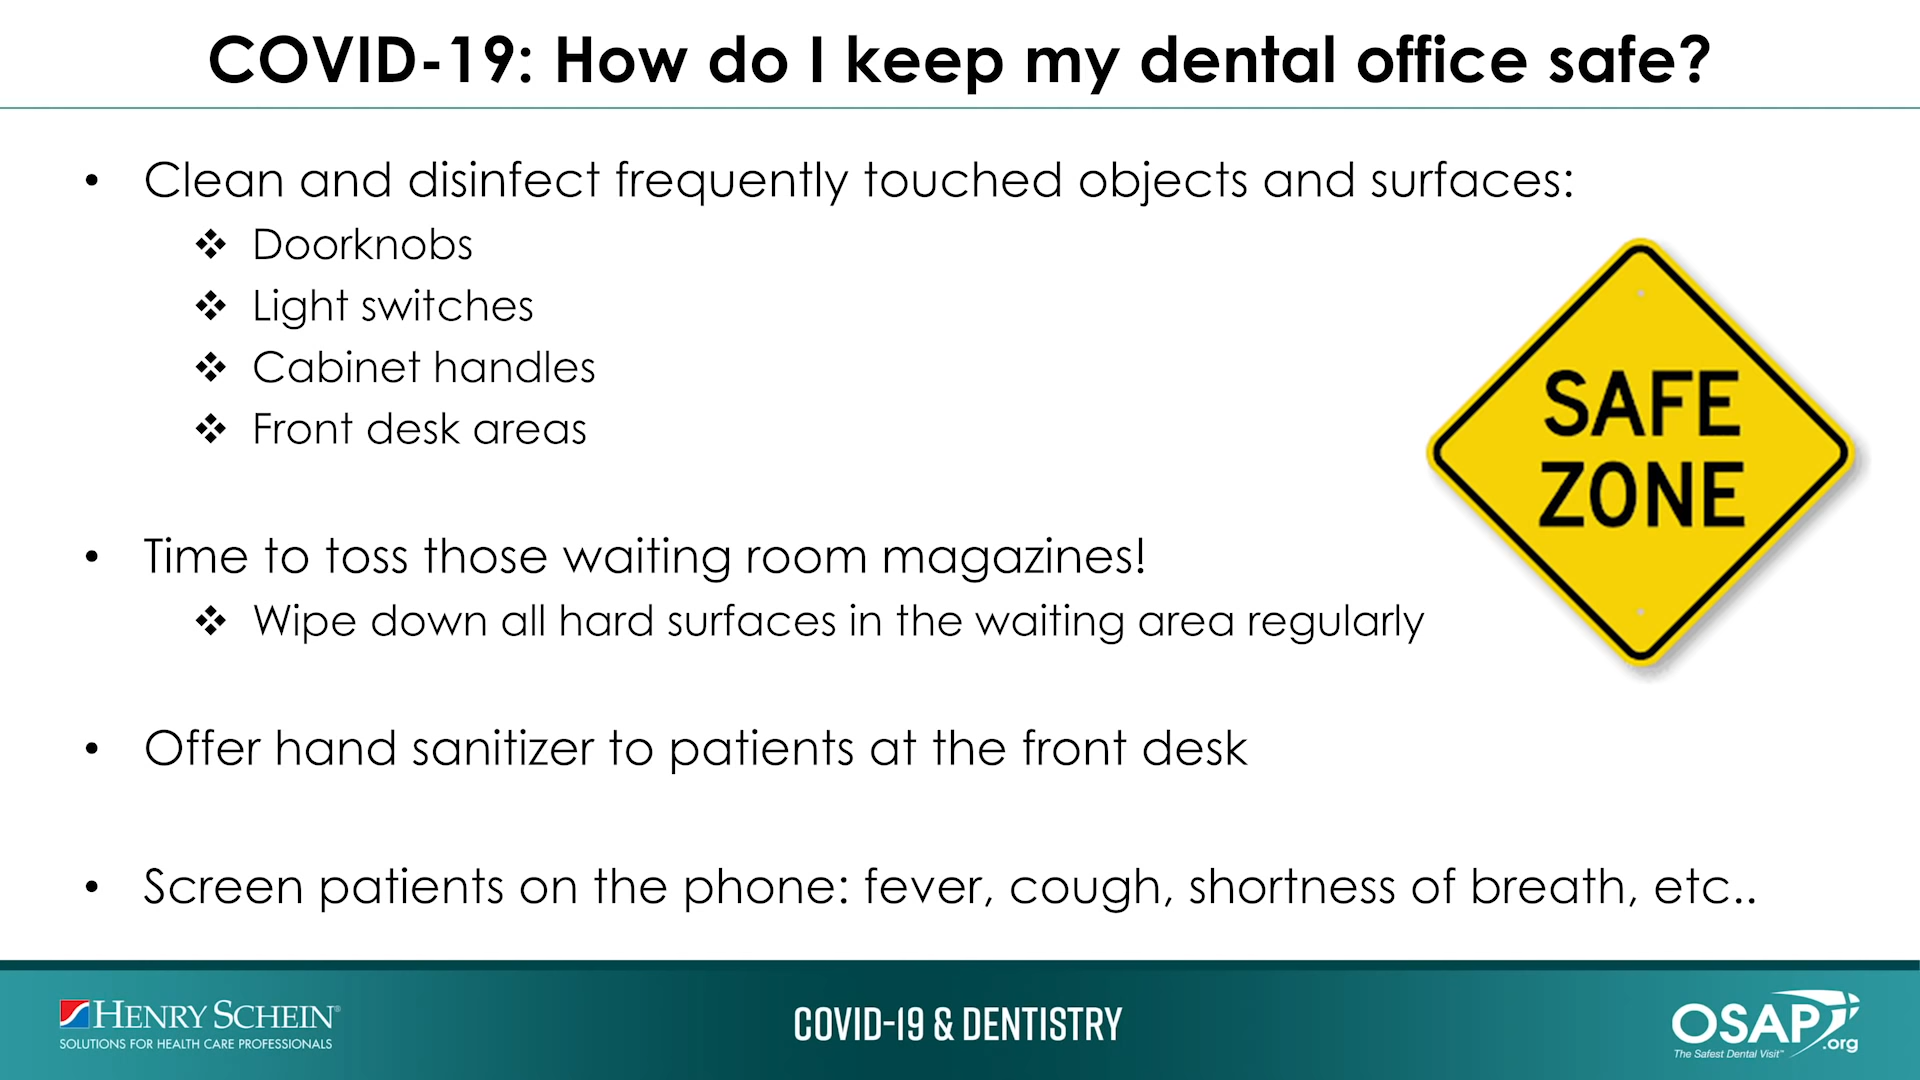 COVID-19: How do I keep my dental office safe?
• Clean and disinfect frequently touched objects and surfaces:
❖ Doorknobs
❖ Light switches
❖ Cabinet handles
❖ Front desk areas
SAFE
ZONE
• Time to toss those waiting room magazines!
❖ Wipe down all hard surfaces in the waiting area regularly
• Offer hand sanitizer to patients at the front desk
• Screen patients on the phone: fever, cough, shortness of breath, etc..
HENRY SCHEIN®
SOLUTIONS FOR HEALTH CARE PROFESSIONALS
COVID-19 & DENTISTRY
OSAP
.org
The Safest Dental Visit™